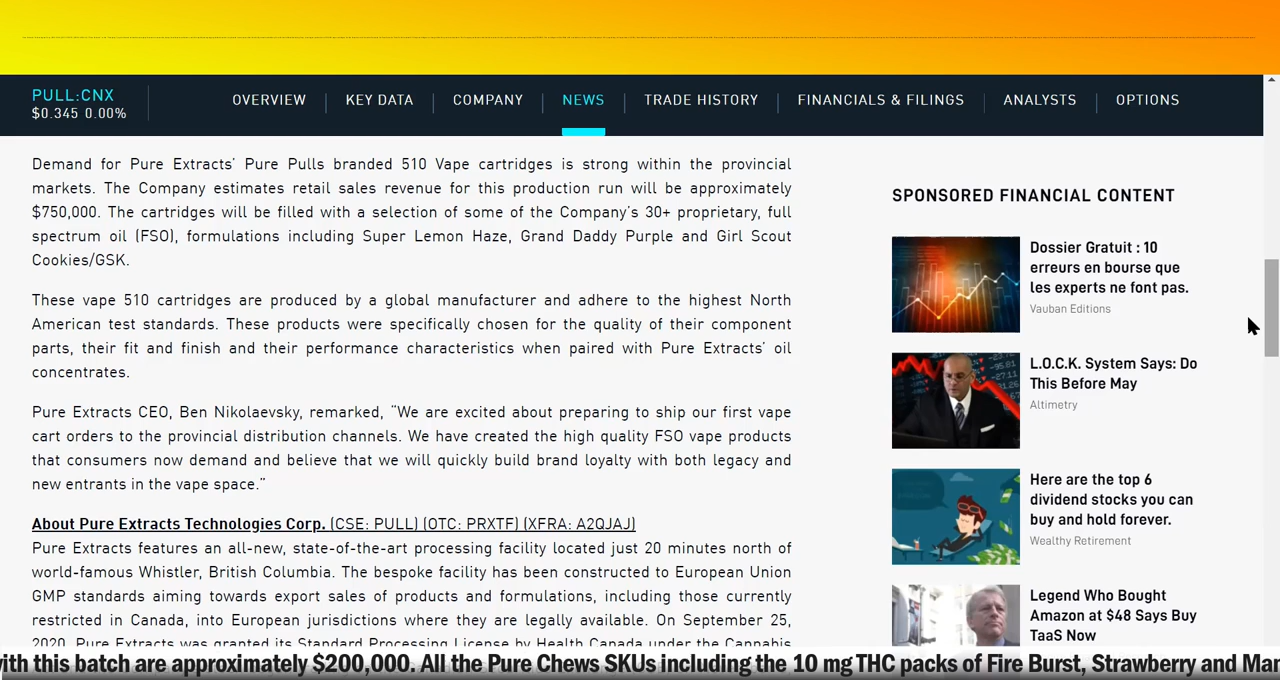 PULL:CNX
$0.345 0.00%
OVERVIEW
KEY DATA
COMPANY
NEWS
TRADE HISTORY
FINANCIALS & FILINGS
ANALYSTS
OPTIONS
Demand for Pure Extracts’ Pure Pulls branded 510 Vape cartridges is strong within the provincial
markets. The Company estimates retail sales revenue for this production run will be approximately
$750,000. The cartridges will be filled with a selection of some of the Company’s 30+ proprietary, full
spectrum oil (FSO), formulations including Super Lemon Haze, Grand Daddy Purple and Girl Scout
Cookies/GSK.
These vape 510 cartridges are produced by a global manufacturer and adhere to the highest North
American test standards. These products were specifically chosen for the quality of their component
parts, their fit and finish and their performance characteristics when paired with Pure Extracts’ oil
concentrates.
Pure Extracts CEO, Ben Nikolaevsky, remarked, “We are excited about preparing to ship our first vape
cart orders to the provincial distribution channels. We have created the high quality FSO vape products
that consumers now demand and believe that we will quickly build brand loyalty with both legacy and
new entrants in the vape space.”
About Pure Extracts Technologies Corp. (CSE: PULL) (OTC: PRXTF) (XFRA: A2QJAJ)
Pure Extracts features an all-new, state-of-the-art processing facility located just 20 minutes north of
world-famous Whistler, British Columbia. The bespoke facility has been constructed to European Union
GMP standards aiming towards export sales of products and formulations, including those currently
restricted in Canada, into European jurisdictions where they are legally available. On September 25,
2020, Pure Extracts was granted its Standard Processing License by Health Canada under the Cannabis
SPONSORED FINANCIAL CONTENT
Dossier Gratuit : 10
erreurs en bourse que
les experts ne font pas.
Vauban Editions
L.O.C.K. System Says: Do
This Before May
Altimetry
Here are the top 6
dividend stocks you can
buy and hold forever.
Wealthy Retirement
Legend Who Bought
Amazon at $48 Says Buy
TaaS Now
with this batch are approximately $200,000. All the Pure Chews SKUs including the 10 mg THC packs of Fire Burst, Strawberry and Man